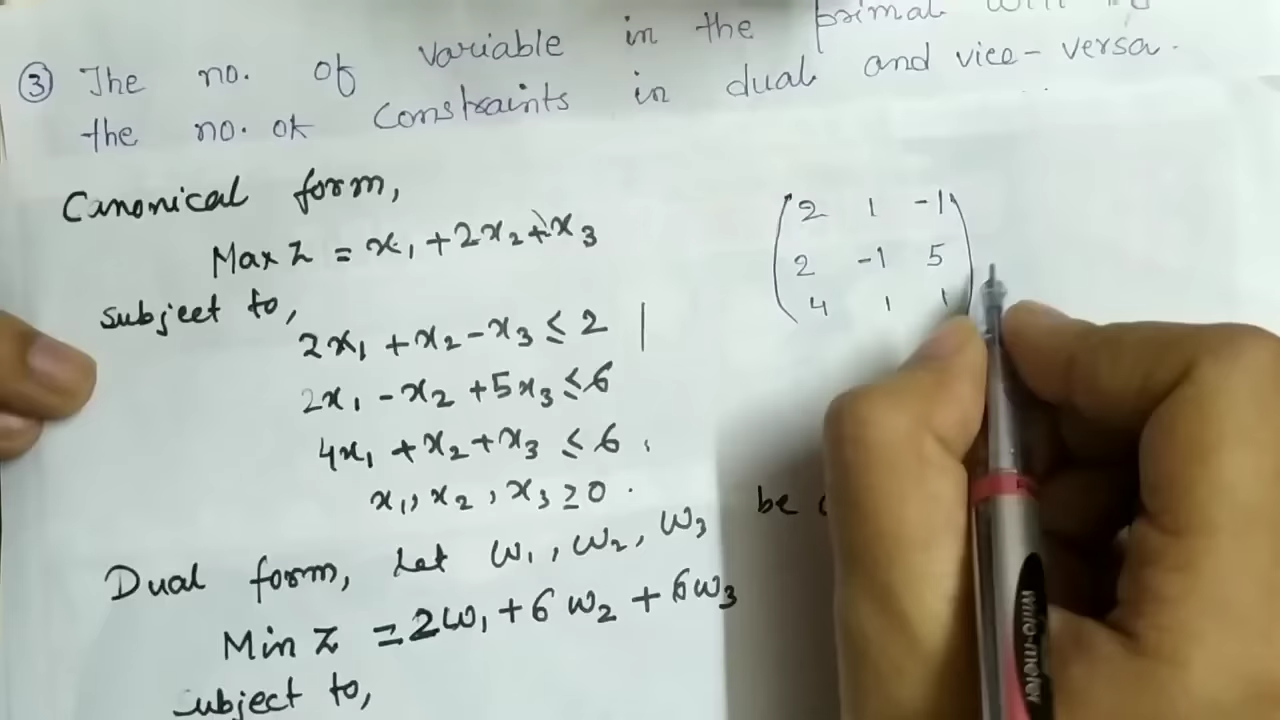 ③ The no. of variable in the primal will
the no. of constraints in dual and vice-versa.
Canonical form,
Max Z = x₁ + 2x₂ + x₃
subject to,
2x₁ + x₂ - x₃ ≤ 2 |
2x₁ - x₂ + 5x₃ ≤ 6
4x₁ + x₂ + x₃ ≤ 6,
x₁, x₂, x₃ ≥ 0.
Dual form, Let w₁, w₂, w₃ be
Min Z = 2w₁ + 6w₂ + 6w₃
subject to,
2 1 -1
2 -1 5
4 1 1
Wino-meter